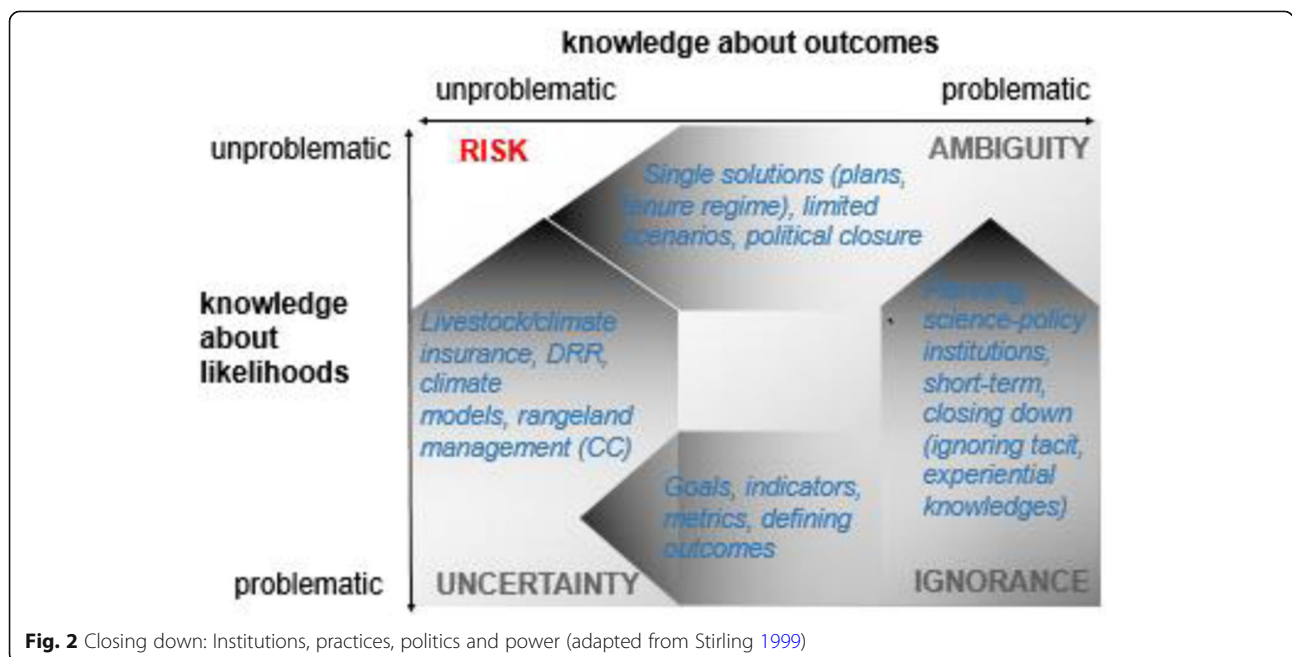 knowledge about outcomes
unproblematic
problematic
unproblematic
RISK
AMBIGUITY
Single solutions (plans,
tenure regime), limited
scenarios, political closure
knowledge
about
likelihoods
Livestock/climate
insurance, DRR,
climate
models, rangeland
management (CC)
science-policy
institutions,
short-term,
closing down
(ignoring tacit,
experiential
knowledges)
Goals, indicators,
metrics, defining
outcomes
problematic
UNCERTAINTY
IGNORANCE
Fig. 2 Closing down: Institutions, practices, politics and power (adapted from Stirling 1999)